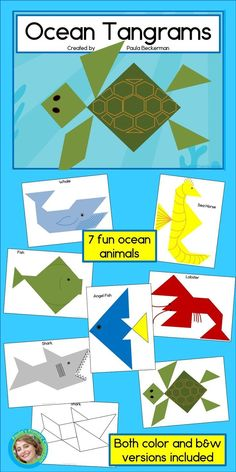 Ocean Tangrams
Created by Paula Beckerman
Whale
Sea Horse
7 fun ocean
animals
Fish
Angel Fish
Lobster
Shark
Shark
Both color and b&w
versions included